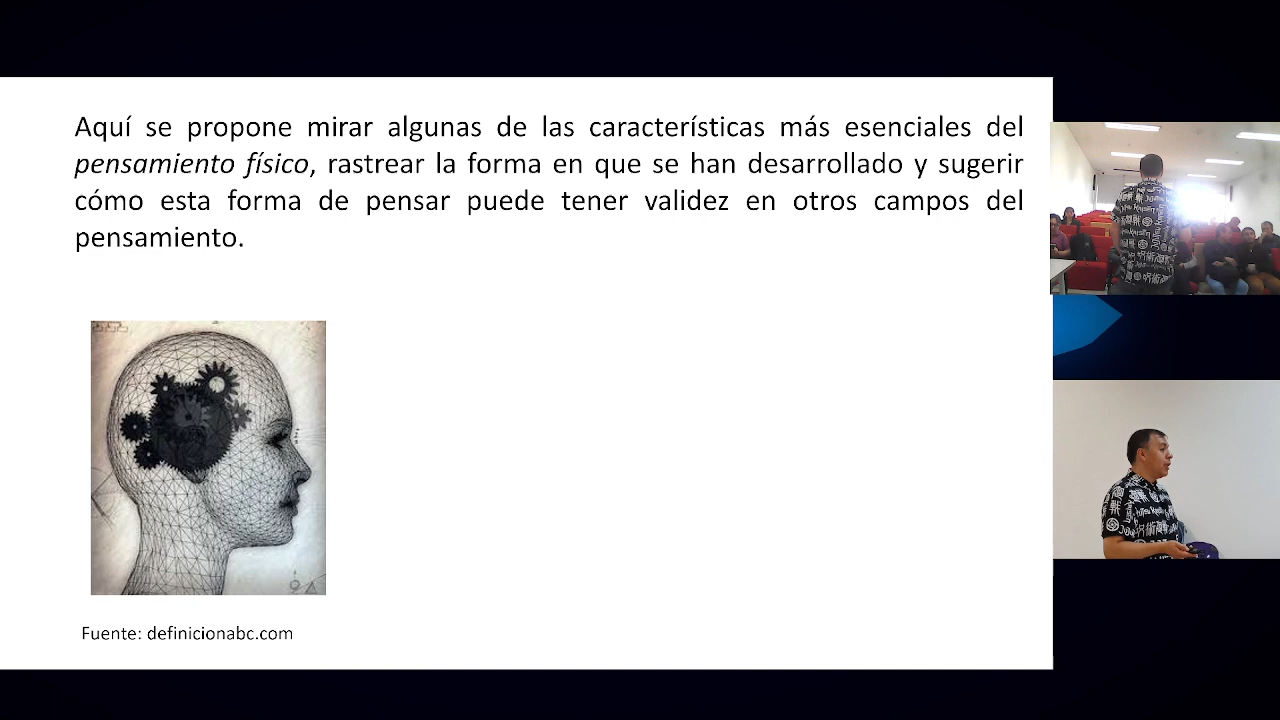 Aquí se propone mirar algunas de las características más esenciales del
pensamiento físico, rastrear la forma en que se han desarrollado y sugerir
cómo esta forma de pensar puede tener validez en otros campos del
pensamiento.
Fuente: definicionabc.com